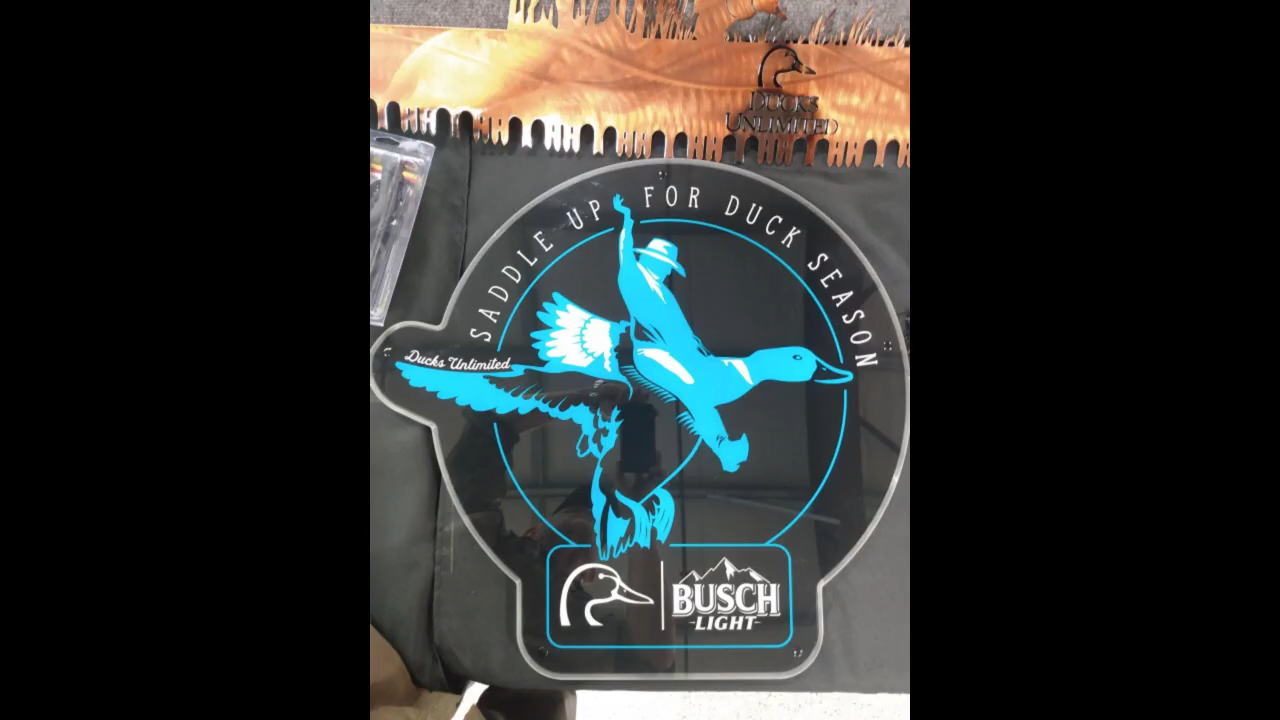 DUCKS
UNLIMITED
SADDLE UP FOR DUCK SEASON
Ducks Unlimited
BUSCH
LIGHT